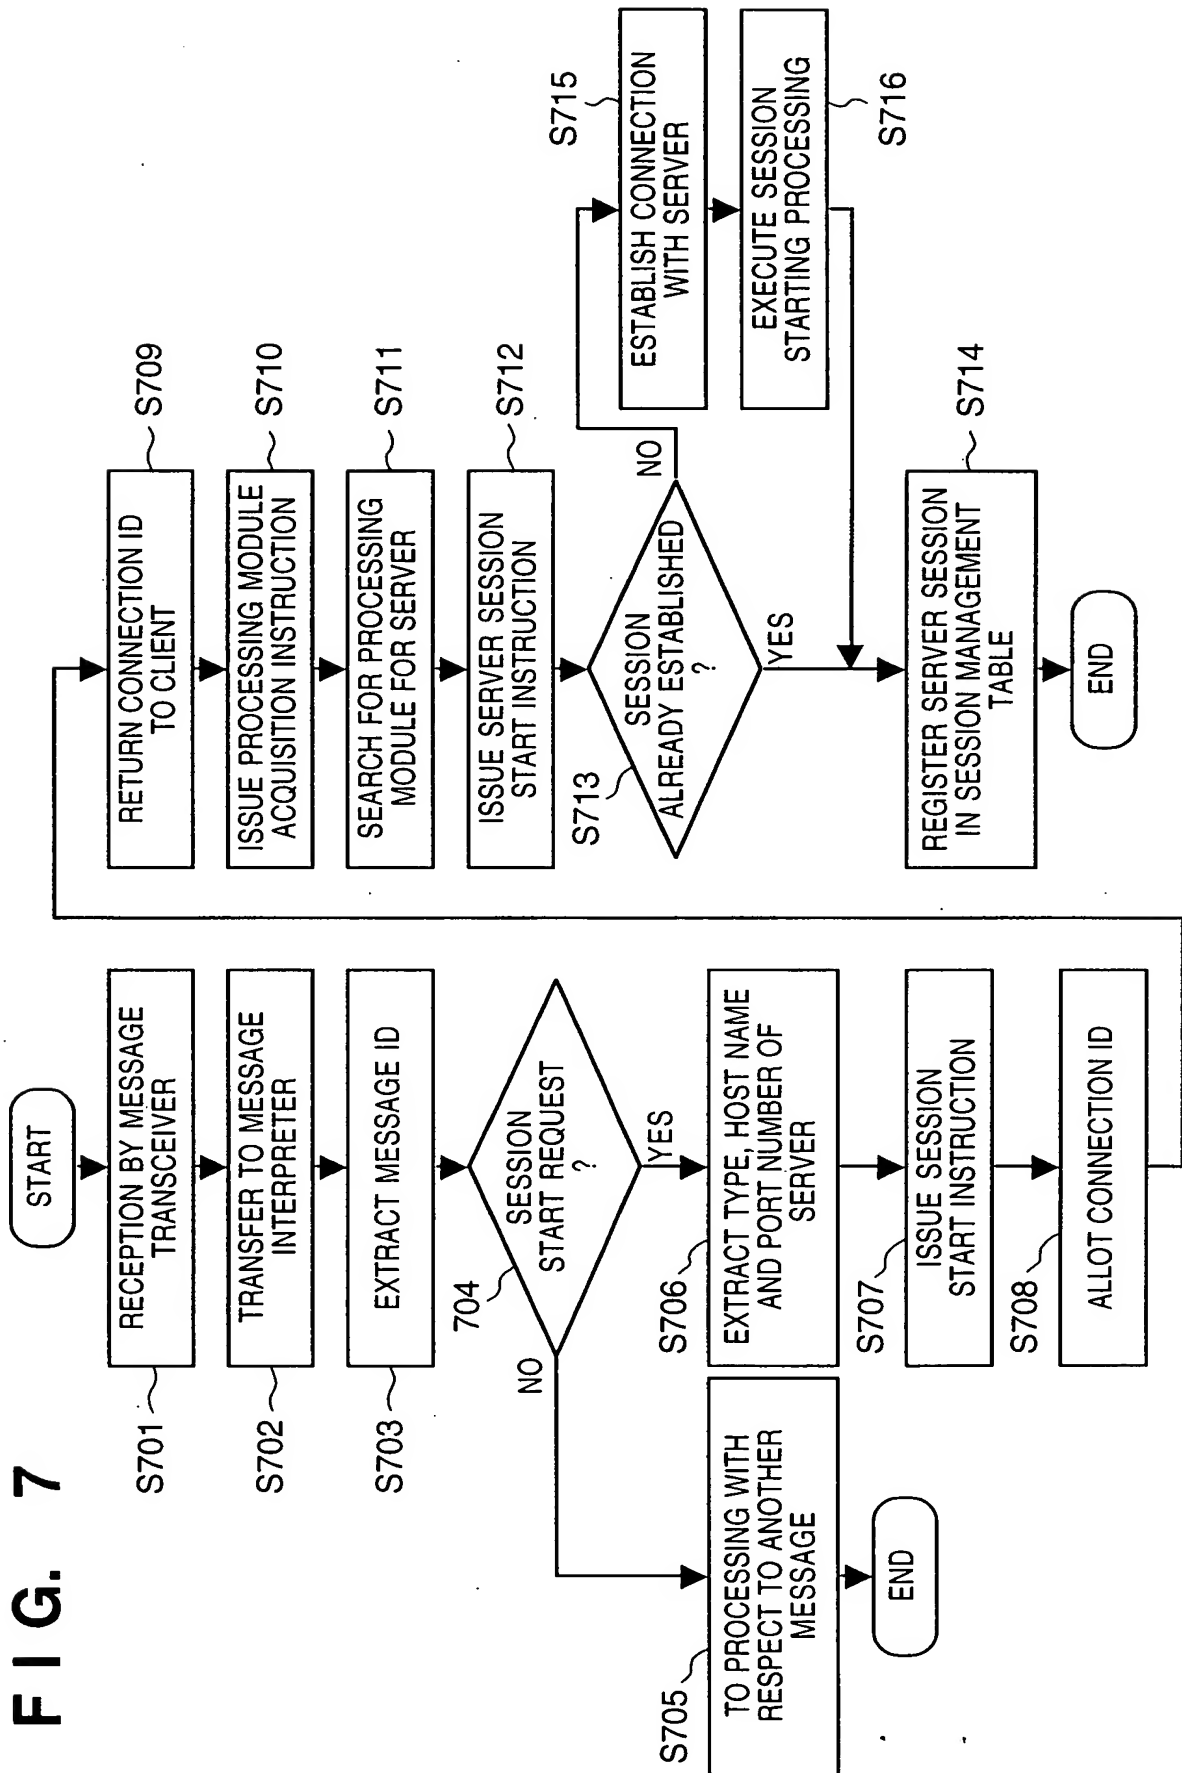 F I G. 7
START
RECEPTION BY MESSAGE
TRANSCEIVER
S701
TRANSFER TO MESSAGE
INTERPRETER
S702
EXTRACT MESSAGE ID
S703
SESSION
START REQUEST
?
704
NO
YES
TO PROCESSING WITH
RESPECT TO ANOTHER
MESSAGE
S705
END
EXTRACT TYPE, HOST NAME
AND PORT NUMBER OF
SERVER
S706
ISSUE SESSION
START INSTRUCTION
S707
ALLOT CONNECTION ID
S708
RETURN CONNECTION ID
TO CLIENT
S709
ISSUE PROCESSING MODULE
ACQUISITION INSTRUCTION
S710
SEARCH FOR PROCESSING
MODULE FOR SERVER
S711
ISSUE SERVER SESSION
START INSTRUCTION
S712
SESSION
ALREADY ESTABLISHED
?
S713
NO
YES
ESTABLISH CONNECTION
WITH SERVER
S715
EXECUTE SESSION
STARTING PROCESSING
S716
REGISTER SERVER SESSION
IN SESSION MANAGEMENT
TABLE
S714
END